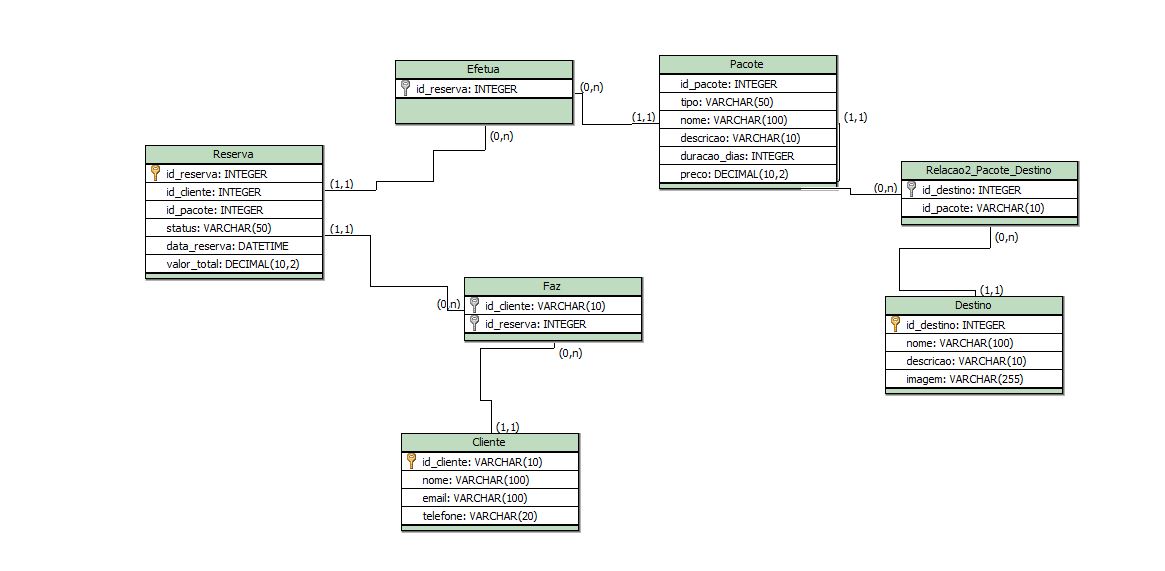 Efetua
id_reserva: INTEGER
(0,n)
(0,n)
Pacote
id_pacote: INTEGER
tipo: VARCHAR(50)
nome: VARCHAR(100)
descricao: VARCHAR(10)
duracao_dias: INTEGER
preco: DECIMAL(10,2)
(1,1)
(1,1)
Reserva
id_reserva: INTEGER
id_cliente: INTEGER
id_pacote: INTEGER
status: VARCHAR(50)
data_reserva: DATETIME
valor_total: DECIMAL(10,2)
(1,1)
(1,1)
Relacao2_Pacote_Destino
id_destino: INTEGER
id_pacote: VARCHAR(10)
(0,n)
(0,n)
Faz
id_cliente: VARCHAR(10)
id_reserva: INTEGER
(0,n)
(0,n)
(1,1)
Destino
id_destino: INTEGER
nome: VARCHAR(100)
descricao: VARCHAR(10)
imagem: VARCHAR(255)
(1,1)
Cliente
id_cliente: VARCHAR(10)
nome: VARCHAR(100)
email: VARCHAR(100)
telefone: VARCHAR(20)